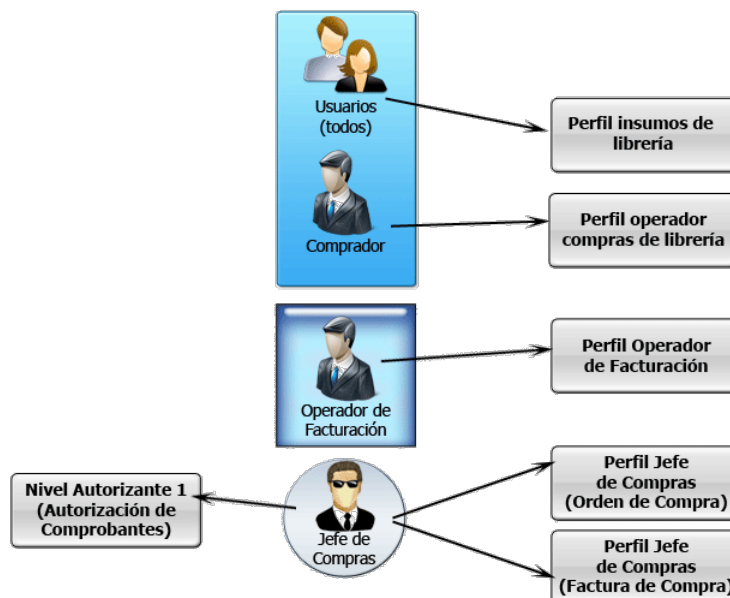 Usuarios
(todos)
Perfil insumos de
librería
Comprador
Perfil operador
compras de librería
Operador de
Facturación
Perfil Operador
de Facturación
Nivel Autorizante 1
(Autorización de
Comprobantes)
Jefe de
Compras
Perfil Jefe
de Compras
(Orden de Compra)
Perfil Jefe
de Compras
(Factura de Compra)